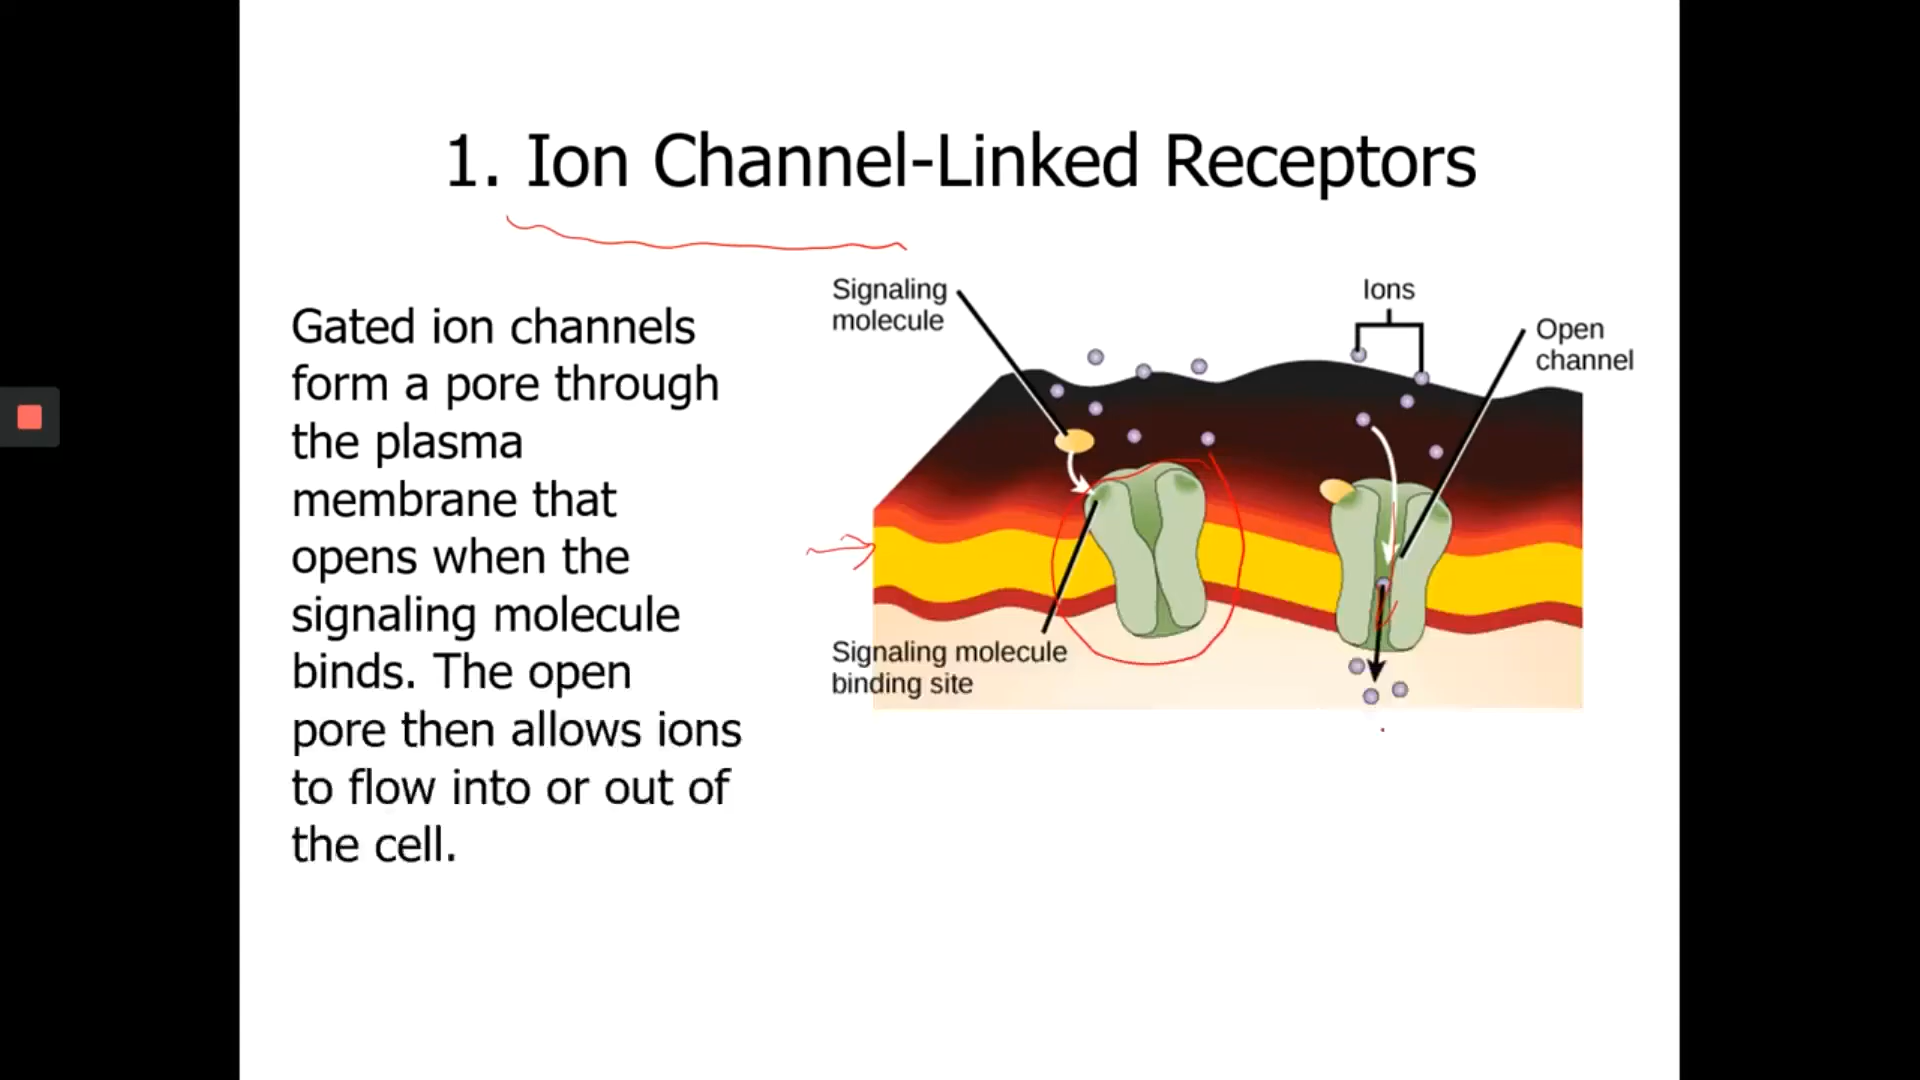 1. Ion Channel-Linked Receptors
Gated ion channels
form a pore through
the plasma
membrane that
opens when the
signaling molecule
binds. The open
pore then allows ions
to flow into or out of
the cell.
Signaling
molecule
Ions
Open
channel
Signaling molecule
binding site